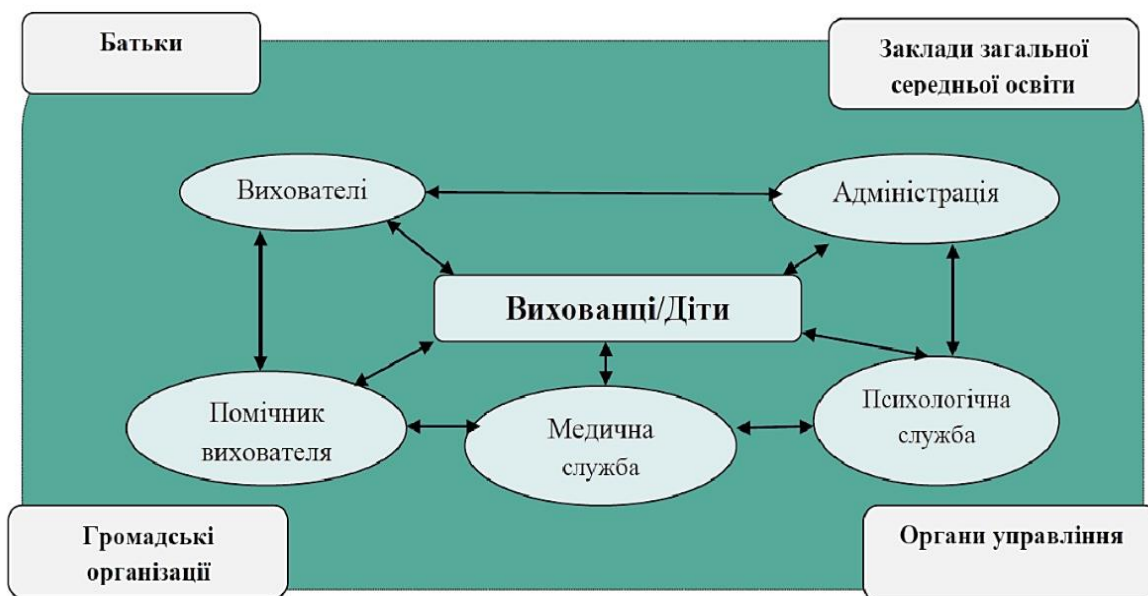 Батьки
Заклади загальної
середньої освіти
Вихователі
Адміністрація
Вихованці/Діти
Помічник
вихователя
Медична
служба
Психологічна
служба
Громадські
організації
Органи управління